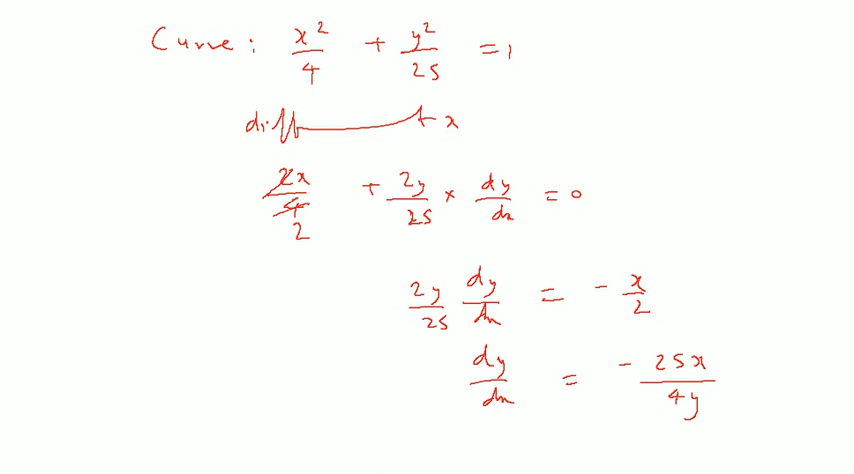 Curve: x²/4 + y²/25 = 1
diff t x
2x/4 2 + 2y/25 × dy/dx = 0
2y/25 dy/dx = - x/2
dy/dx = - 25x/4y